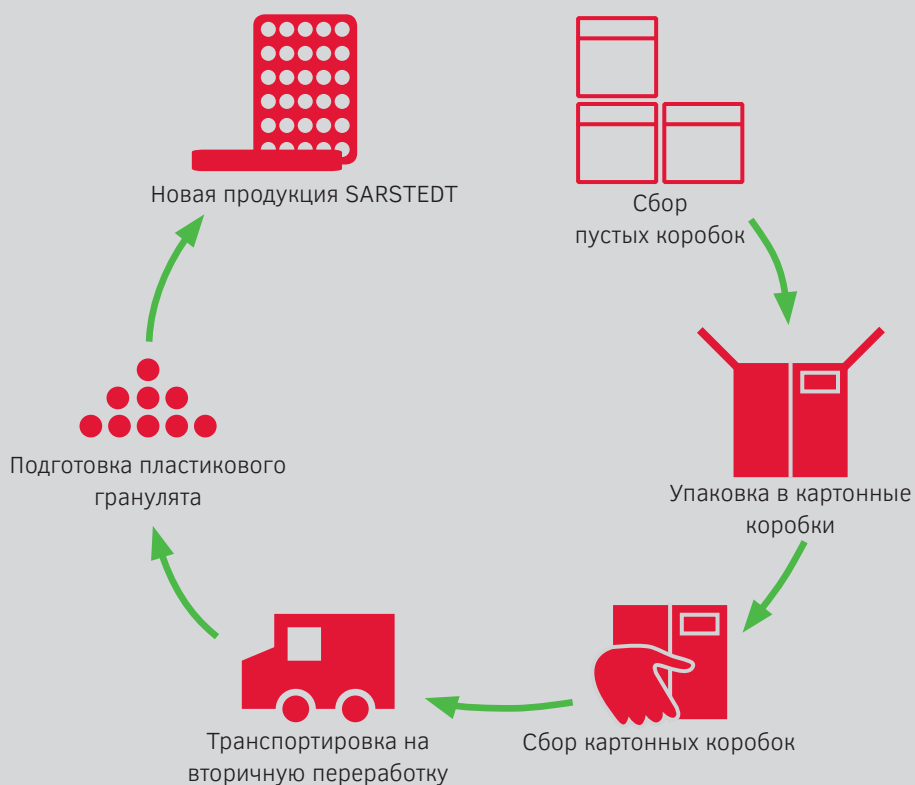 Новая продукция SARSTEDT
Сбор
пустых коробок
Упаковка в картонные
коробки
Сбор картонных коробок
Транспортировка на
вторичную переработку
Подготовка пластикового
гранулята